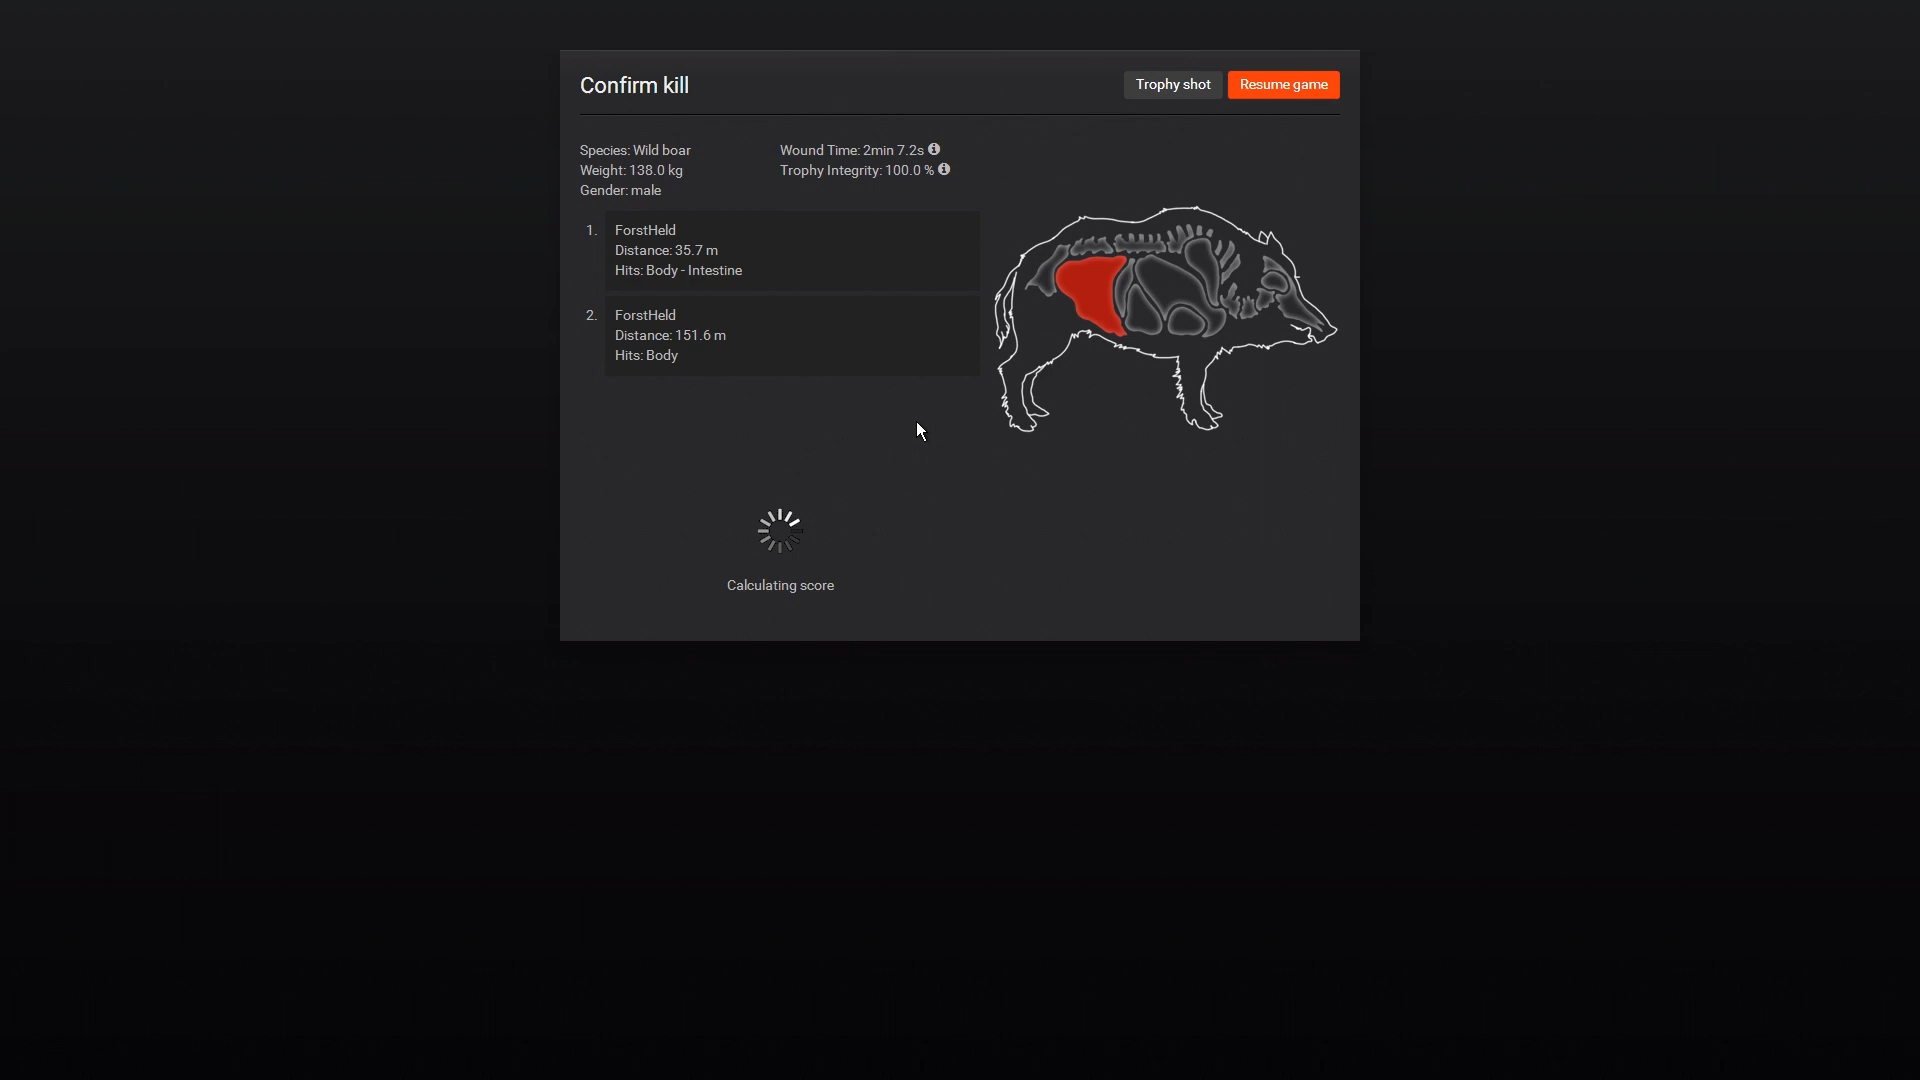 Confirm kill
Trophy shot
Resume game
Species: Wild boar
Weight: 138.0 kg
Gender: male
Wound Time: 2min 7.2s
Trophy Integrity: 100.0 %
1.
ForstHeld
Distance: 35.7 m
Hits: Body - Intestine
2.
ForstHeld
Distance: 151.6 m
Hits: Body
Calculating score